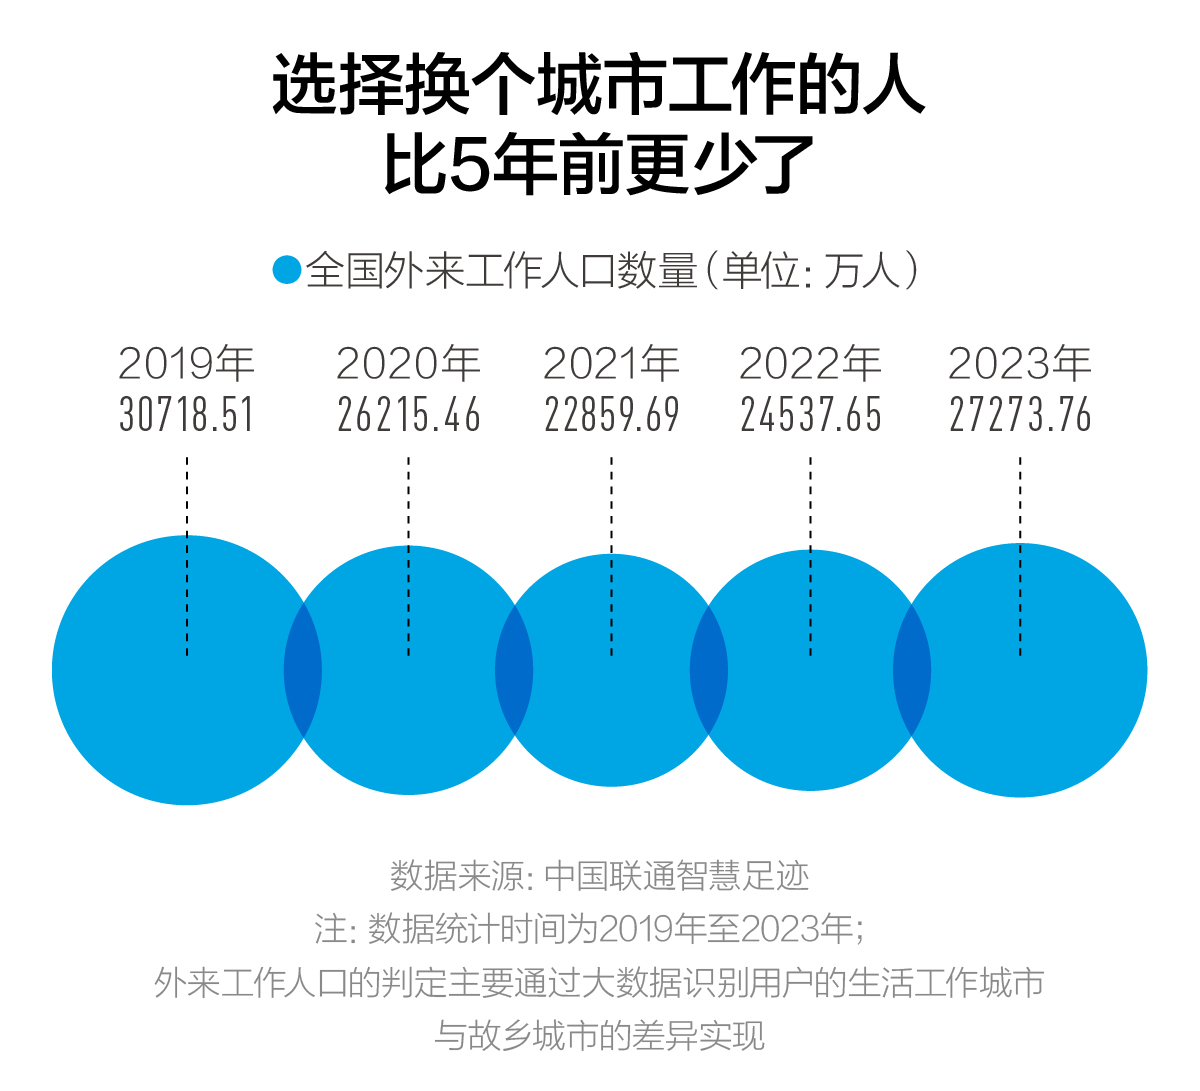 选择换个城市工作的人
比5年前更少了
全国外来工作人口数量（单位：万人）
2019年 2020年 2021年 2022年 2023年
30718.51 26215.46 22859.69 24537.65 27273.76
数据来源：中国联通智慧足迹
注：数据统计时间为2019年至2023年；
外来工作人口的判定主要通过大数据识别用户的生活工作城市
与故乡城市的差异实现